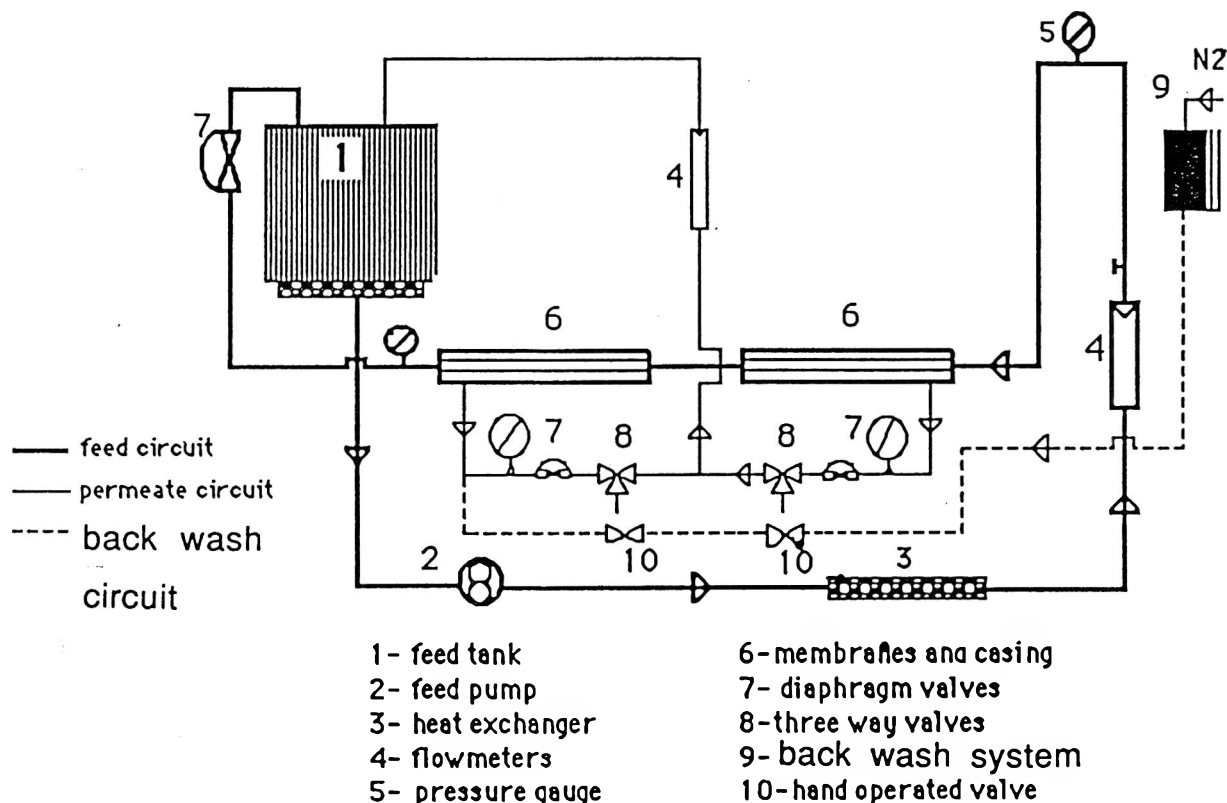 5
N2
9
7
1
4
6
6
4
7
8
8
7
feed circuit
permeate circuit
back wash
circuit
2
10
10
3
1- feed tank
2- feed pump
3- heat exchanger
4- flowmeters
5- pressure gauge
6-membranes and casing
7- diaphragm valves
8-three way valves
9- back wash system
10-hand operated valve